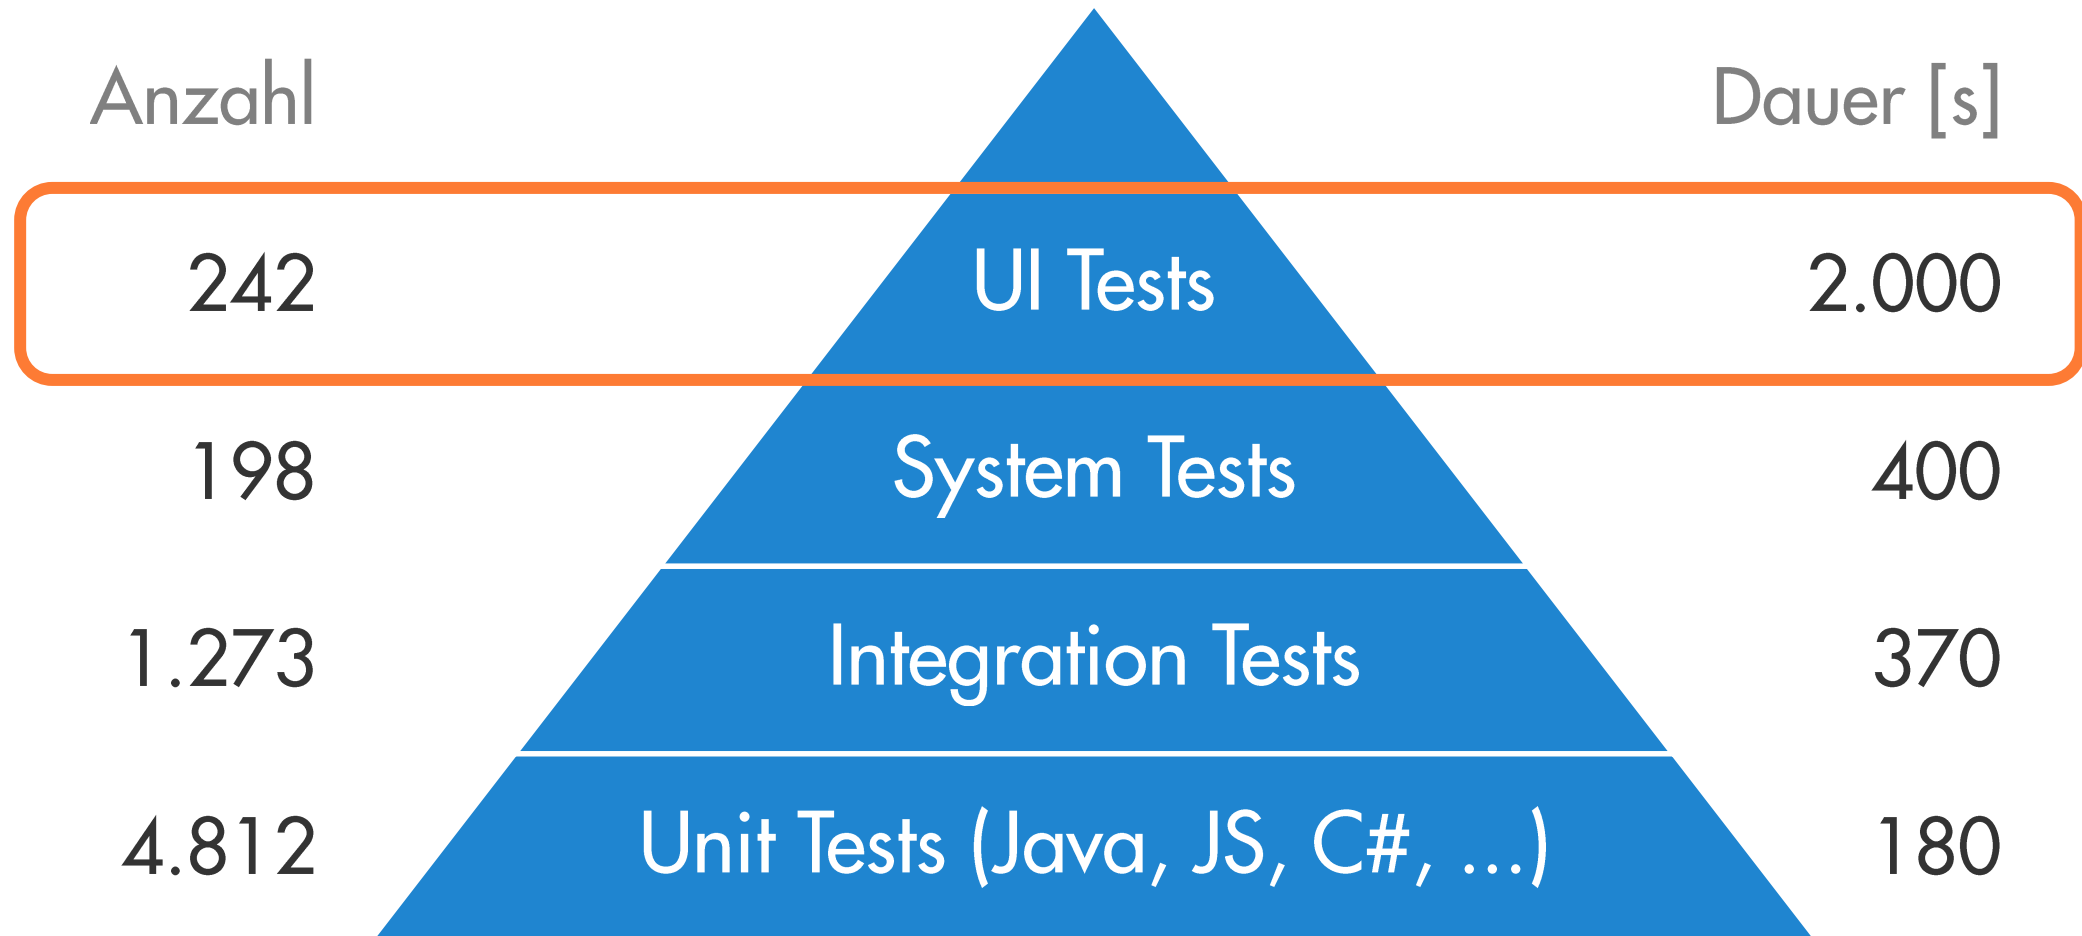 Anzahl Dauer [s]
242 UI Tests 2.000
198 System Tests 400
1.273 Integration Tests 370
4.812 Unit Tests (Java, JS, C#, ...) 180